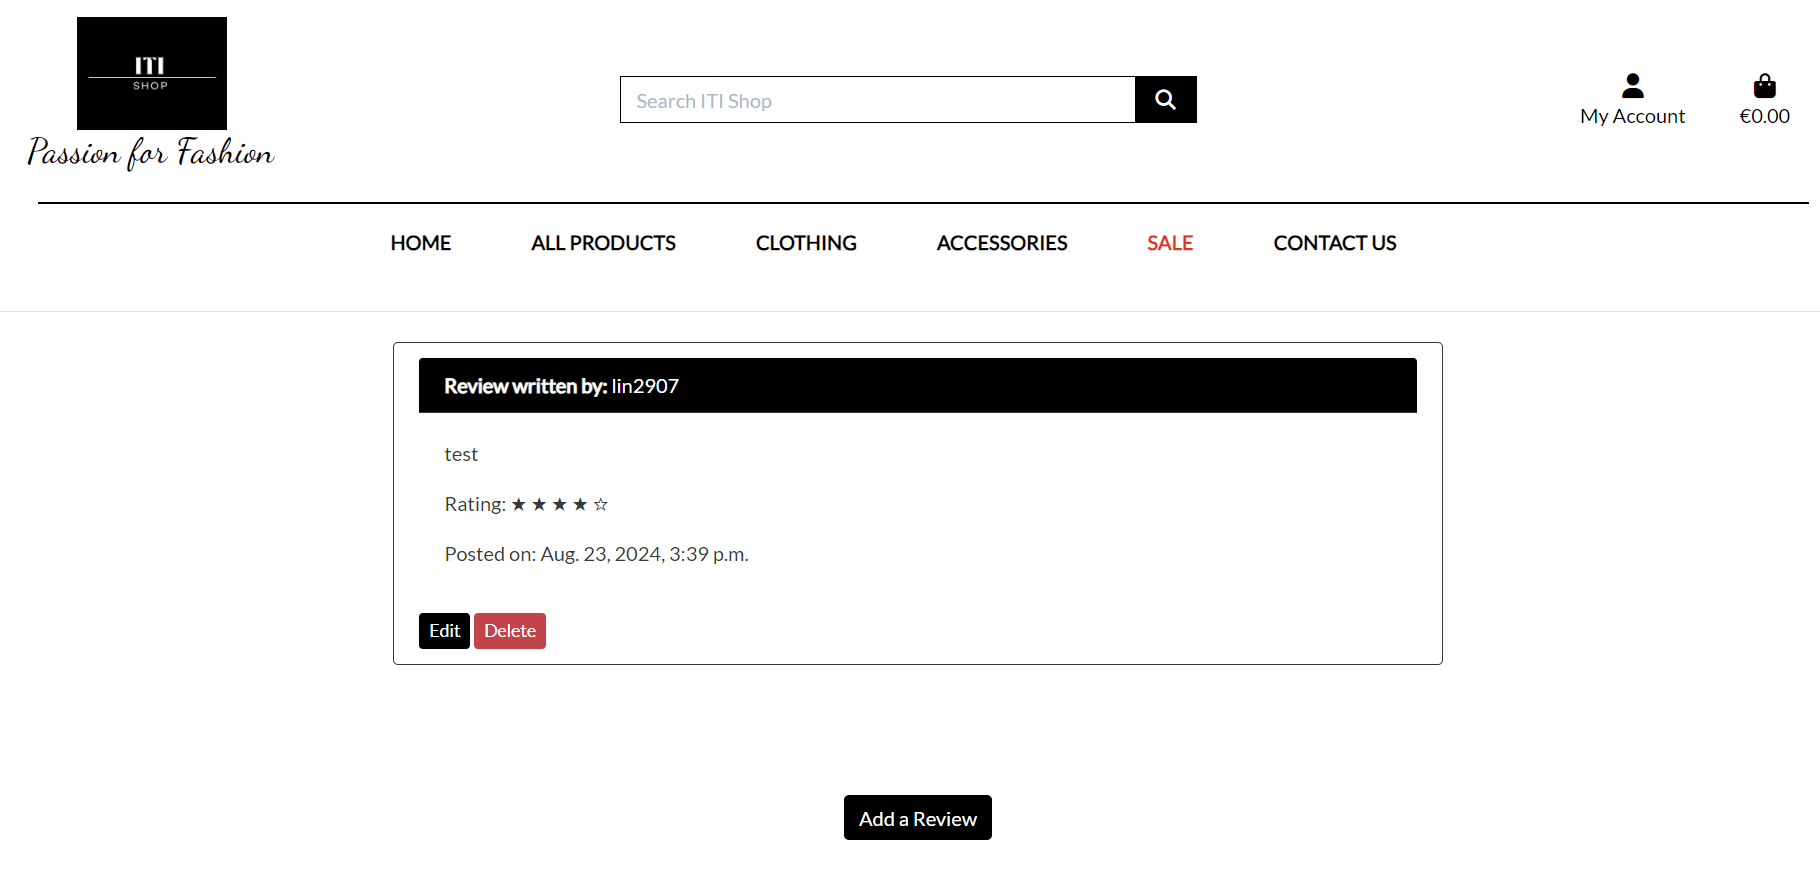 ITI
SHOP
Passion for Fashion
Search ITI Shop
My Account
€0.00
HOME
ALL PRODUCTS
CLOTHING
ACCESSORIES
SALE
CONTACT US
Review written by: lin2907
test
Rating: ★ ★ ★ ★ ☆
Posted on: Aug. 23, 2024, 3:39 p.m.
Edit
Delete
Add a Review